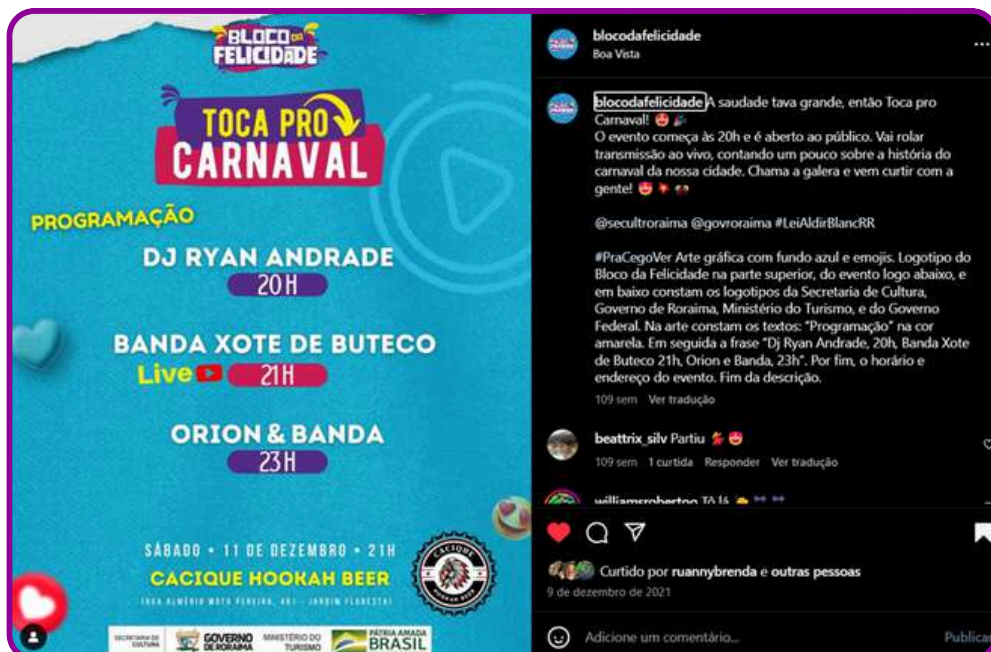 BLOCO DA
FELICIDADE
TOCA PRO
CARNAVAL
PROGRAMAÇÃO
DJ RYAN ANDRADE
20H
BANDA XOTE DE BUTECO
Live 21H
ORION & BANDA
23H
SÁBADO • 11 DE DEZEMBRO • 21H
CACIQUE HOOKAH BEER
MOTA PEREIRA, - JARDIM FLORESTAL
CACIQUE
HOOKAH BEER
SECRETARIA DE
CULTURA
GOVERNO
DE RORAIMA
MINISTÉRIO DO
TURISMO
PÁTRIA AMADA
BRASIL
blocodafelicidade
Boa Vista
blocodafelicidade A saudade tava grande, então Toca pro
Carnaval! 🤩 🎉
O evento começa às 20h e é aberto ao público. Vai rolar
transmissão ao vivo, contando um pouco sobre a história do
carnaval da nossa cidade. Chama a galera e vem curtir com a
gente!
@secultroraima @govroraima #LeiAldirBlancRR
#PraCegoVer Arte gráfica com fundo azul e emojis. Logotipo do
Bloco da Felicidade na parte superior, do evento logo abaixo, e
em baixo constam os logotipos da Secretaria de Cultura,
Governo de Roraima, Ministério do Turismo, e do Governo
Federal. Na arte constam os textos: "Programação" na cor
amarela. Em seguida a frase "Dj Ryan Andrade, 20h, Banda Xote
de Buteco 21h, Orion e Banda, 23h". Por fim, o horário e
endereço do evento. Fim da descrição.
109 sem Ver tradução
beattrix_silv Partiu 💃 🤩
109 sem 1 curtida Responder Ver tradução
williamsrobertoo Tô lá
Curtido por ruannybrenda e outras pessoas
9 de dezembro de 2021
Adicione um comentário...
Publicar